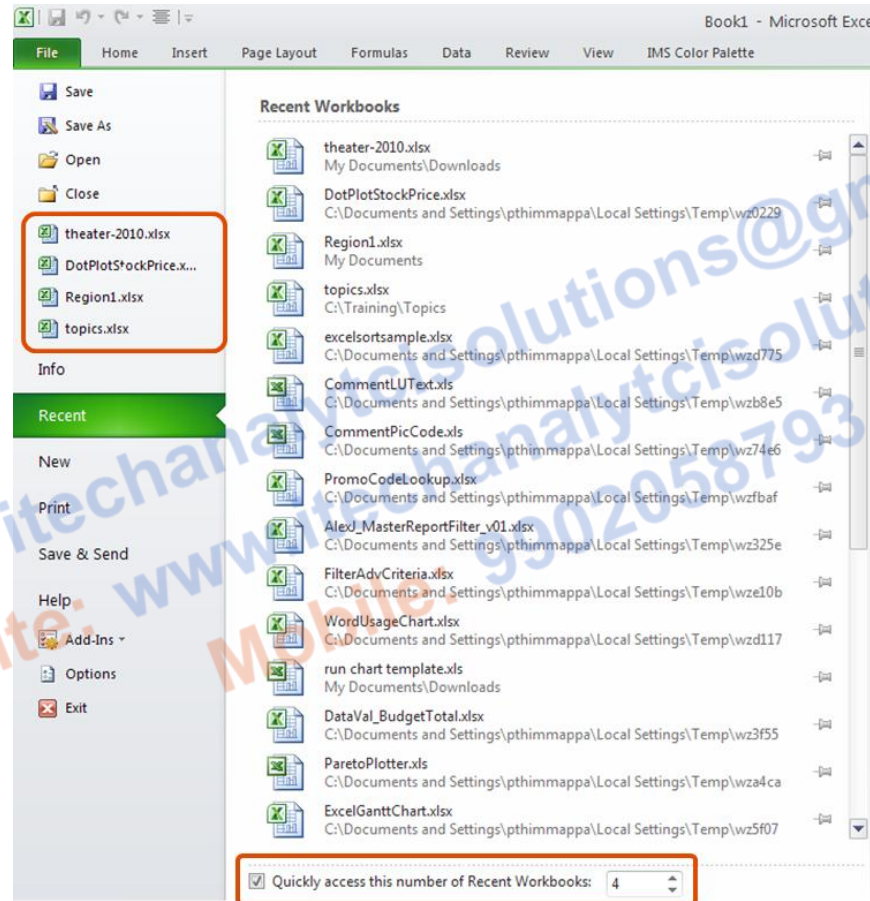 Book1 - Microsoft Exce
File Home Insert Page Layout Formulas Data Review View IMS Color Palette
Save
Save As
Open
Close
theater-2010.xlsx
DotPlotStockPrice.x...
Region1.xlsx
topics.xlsx
Info
Recent
New
Print
Save & Send
Help
Add-Ins
Options
Exit
Recent Workbooks
theater-2010.xlsx
My Documents\Downloads
DotPlotStockPrice.xlsx
C:\Documents and Settings\pthimmappa\Local Settings\Temp\wz0229
Region1.xlsx
My Documents
topics.xlsx
C:\Training\Topics
excelsortsample.xlsx
C:\Documents and Settings\pthimmappa\Local Settings\Temp\wzd775
CommentLUText.xls
C:\Documents and Settings\pthimmappa\Local Settings\Temp\wzb8e5
CommentPicCode.xls
C:\Documents and Settings\pthimmappa\Local Settings\Temp\wz74e6
PromoCodeLookup.xlsx
C:\Documents and Settings\pthimmappa\Local Settings\Temp\wzfbaf
AlexJ_MasterReportFilter_v01.xlsx
C:\Documents and Settings\pthimmappa\Local Settings\Temp\wz325e
FilterAdvCriteria.xlsx
C:\Documents and Settings\pthimmappa\Local Settings\Temp\wze10b
WordUsageChart.xlsx
C:\Documents and Settings\pthimmappa\Local Settings\Temp\wzd117
run chart template.xls
My Documents\Downloads
DataVal_BudgetTotal.xlsx
C:\Documents and Settings\pthimmappa\Local Settings\Temp\wz3f55
ParetoPlotter.xls
C:\Documents and Settings\pthimmappa\Local Settings\Temp\wza4ca
ExcelGanttChart.xlsx
C:\Documents and Settings\pthimmappa\Local Settings\Temp\wz5f07
Quickly access this number of Recent Workbooks: 4
itechanalytcisolutions@gm
ite: www.itechanalytcisolut
Mobile: 9902058793